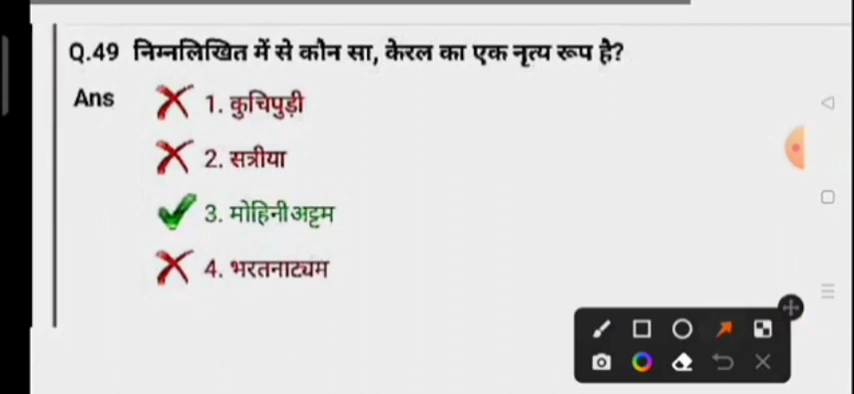 Q.49 निम्नलिखित में से कौन सा, केरल का एक नृत्य रूप है?
Ans 1. कुचिपुड़ी
2. सत्रीया
3. मोहिनीअट्टम
4. भरतनाट्यम